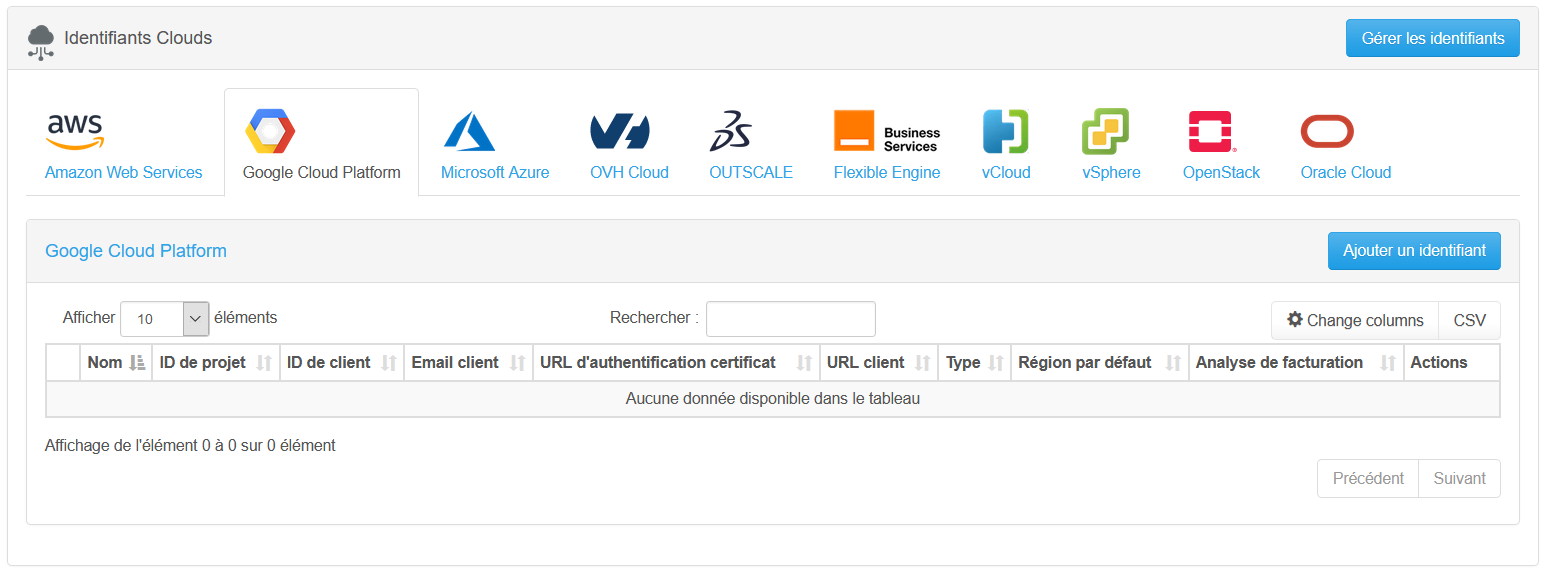 Identifiants Clouds
Gérer les identifiants
aws
Business
Services
Amazon Web Services
Google Cloud Platform
Microsoft Azure
OVH Cloud
OUTSCALE
Flexible Engine
vCloud
vSphere
OpenStack
Oracle Cloud
Google Cloud Platform
Ajouter un identifiant
Afficher 10 éléments
Rechercher :
Change columns
CSV
Nom ID de projet ID de client Email client URL d'authentification certificat URL client Type Région par défaut Analyse de facturation Actions
Aucune donnée disponible dans le tableau
Affichage de l'élément 0 à 0 sur 0 élément
Précédent
Suivant